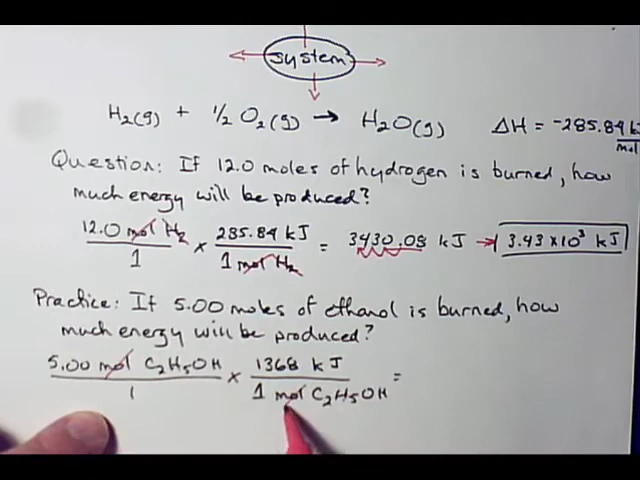 system
H₂(g) + ½ O₂(g) → H₂O(g) ΔH = -285.84 kJ/mol
Question: If 12.0 moles of hydrogen is burned, how
much energy will be produced?
12.0 mol H₂/1 × 285.84 kJ/1 mol H₂ = 3430.08 kJ → 3.43 × 10³ kJ
Practice: If 5.00 moles of ethanol is burned, how
much energy will be produced?
5.00 mol C₂H₅OH/1 × 1368 kJ/1 mol C₂H₅OH =